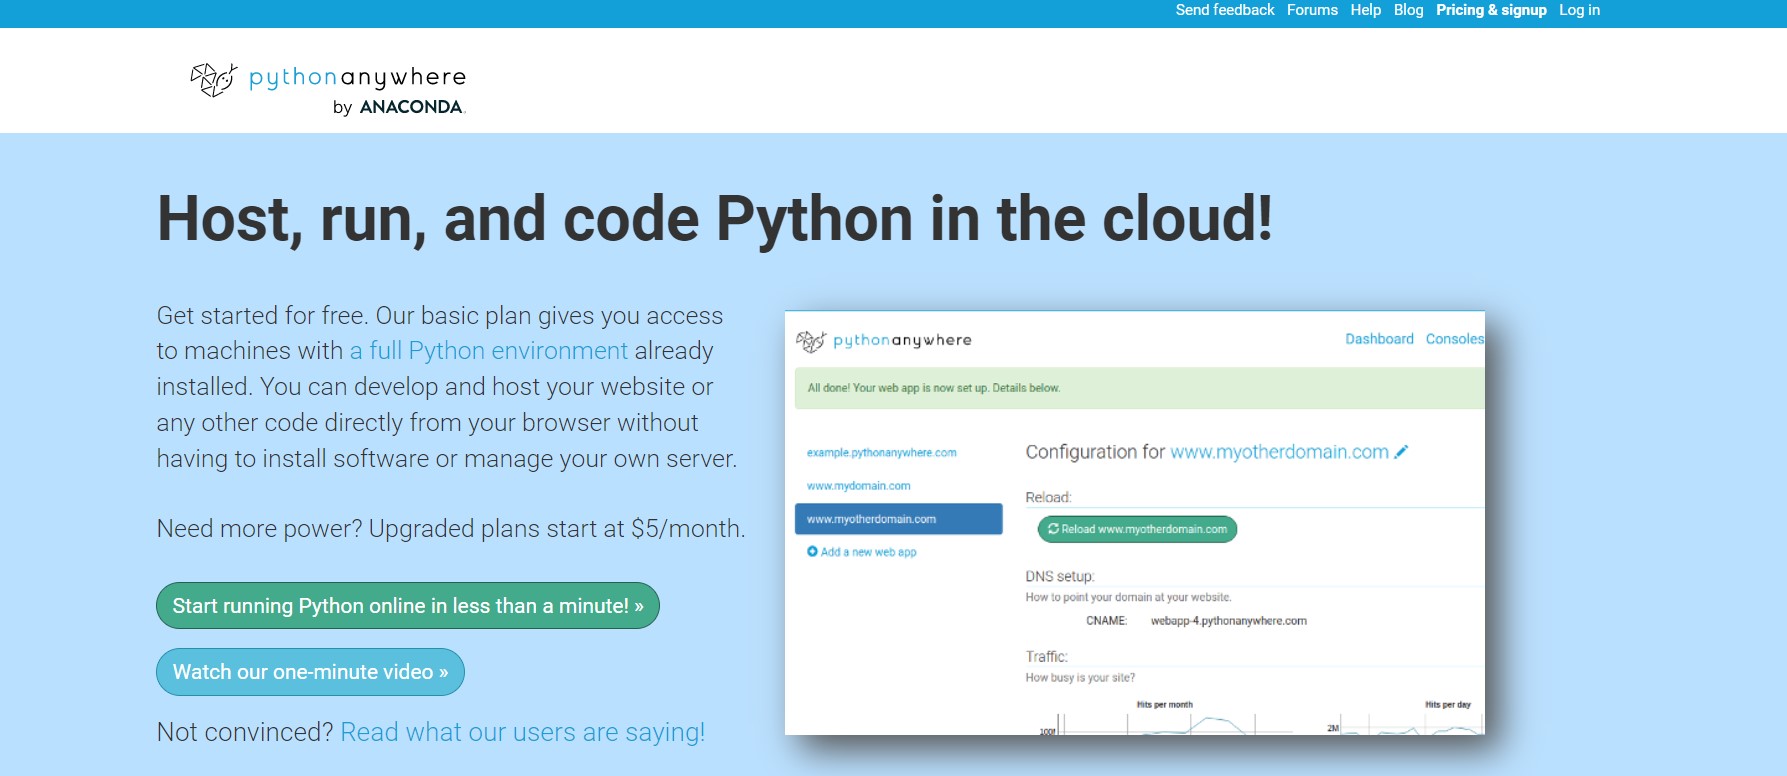 Send feedback Forums Help Blog Pricing & signup Log in
pythonanywhere
by ANACONDA.
Host, run, and code Python in the cloud!
Get started for free. Our basic plan gives you access
to machines with a full Python environment already
installed. You can develop and host your website or
any other code directly from your browser without
having to install software or manage your own server.
Need more power? Upgraded plans start at $5/month.
Start running Python online in less than a minute! »
Watch our one-minute video »
Not convinced? Read what our users are saying!
pythonanywhere
Dashboard Consoles
All done! Your web app is now set up. Details below.
example.pythonanywhere.com
www.mydomain.com
www.myotherdomain.com
Add a new web app
Configuration for www.myotherdomain.com
Reload:
Reload www.myotherdomain.com
DNS setup:
How to point your domain at your website.
CNAME: webapp-4.pythonanywhere.com
Traffic:
How busy is your site?
Hits per month
Hits per day
2M